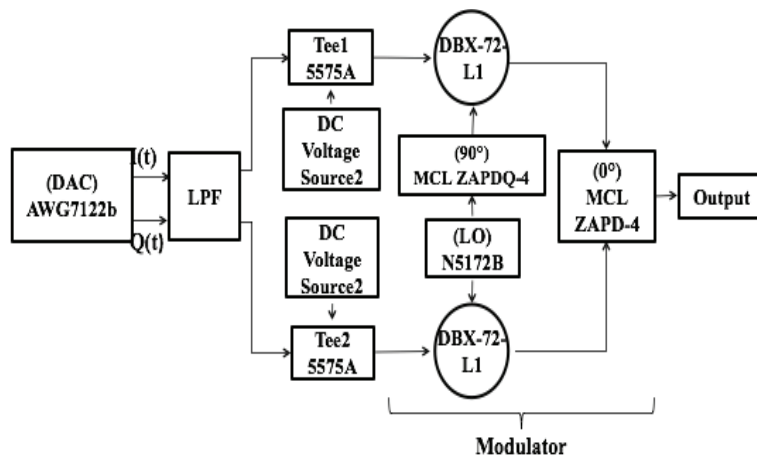 (DAC)
AWG7122b
I(t)
Q(t)
LPF
Tee1
5575A
DC
Voltage
Source2
DC
Voltage
Source2
Tee2
5575A
DBX-72-
L1
(90°)
MCL ZAPDQ-4
(LO)
N5172B
DBX-72-
L1
(0°)
MCL
ZAPD-4
Output
Modulator